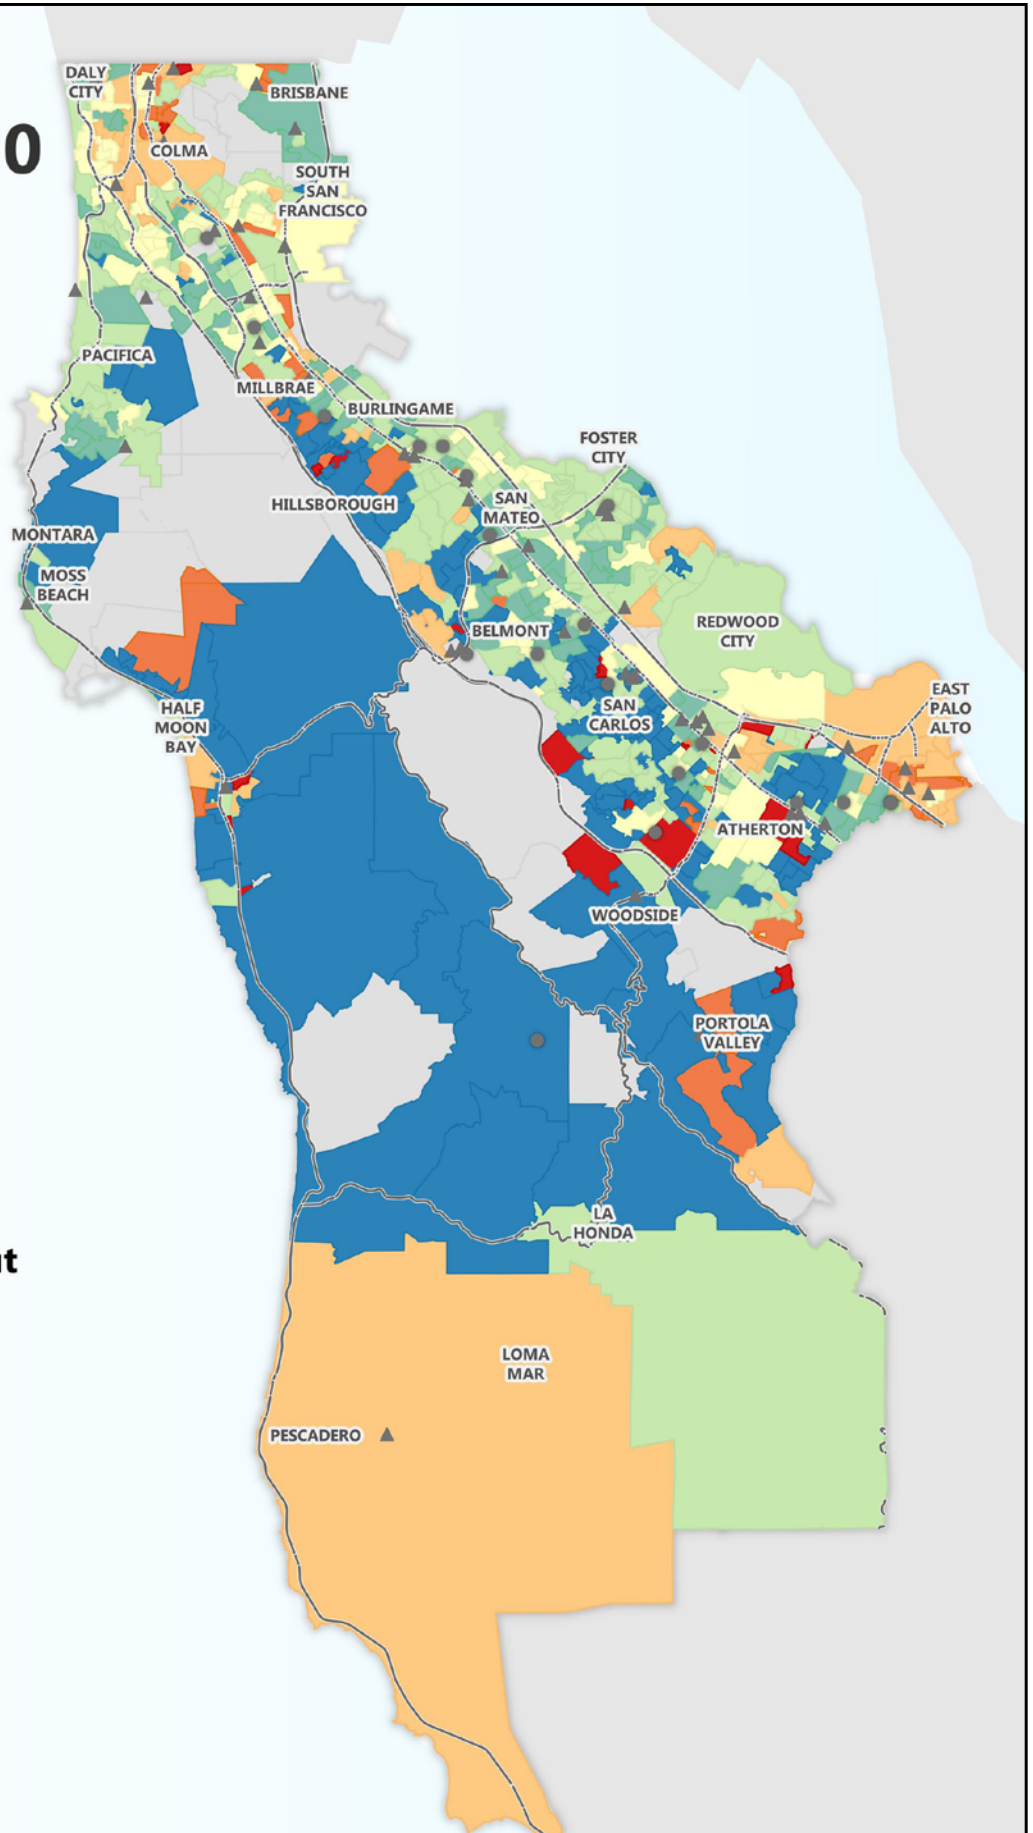 DALY
CITY
BRISBANE
0
COLMA
SOUTH
SAN
FRANCISCO
PACIFICA
MILLBRAE
BURLINGAME
FOSTER
CITY
HILLSBOROUGH
SAN
MATEO
MONTARA
MOSS
BEACH
BELMONT
REDWOOD
CITY
HALF
MOON
BAY
SAN
CARLOS
EAST
PALO
ALTO
ATHERTON
WOODSIDE
PORTOLA
VALLEY
LA
HONDA
LOMA
MAR
PESCADERO